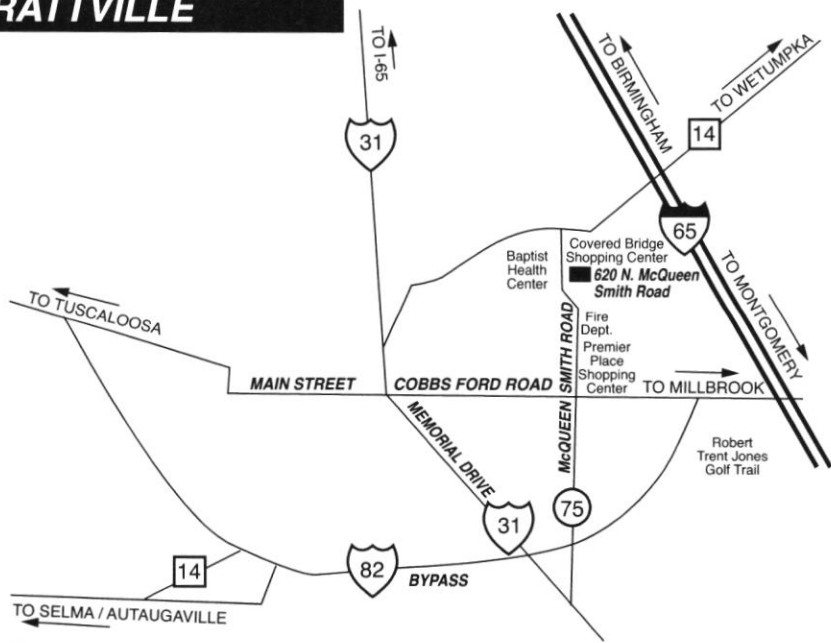 RATTVILLE
TO I-65
31
TO BIRMINGHAM
TO WETUMPKA
14
65
Baptist
Health
Center
Covered Bridge
Shopping Center
620 N. McQueen
Smith Road
TO MONTGOMERY
TO TUSCALOOSA
Fire
Dept.
Premier
Place
Shopping
Center
McQUEEN SMITH ROAD
MAIN STREET
COBBS FORD ROAD
TO MILLBROOK
MEMORIAL DRIVE
Robert
Trent Jones
Golf Trail
75
31
14
82
BYPASS
TO SELMA / AUTAUGAVILLE